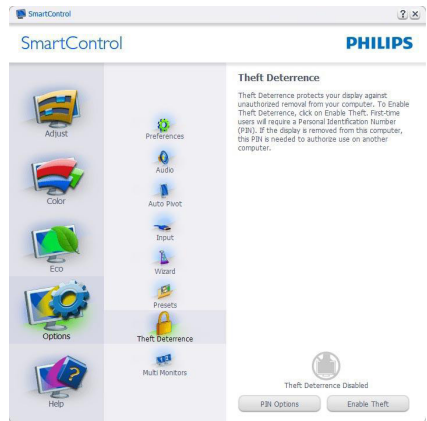 SmartControl
? ×
SmartControl
PHILIPS
Adjust
Color
Eco
Options
Help
Preferences
Audio
Auto Pivot
Input
Wizard
Presets
Theft Deterrence
Multi Monitors
Theft Deterrence
Theft Deterrence protects your display against
unauthorized removal from your computer. To Enable
Theft Deterrence, click on Enable Theft. First-time
users will require a Personal Identification Number
(PIN). If the display is removed from this computer,
this PIN is needed to authorize use on another
computer.
Theft Deterrence Disabled
PIN Options
Enable Theft